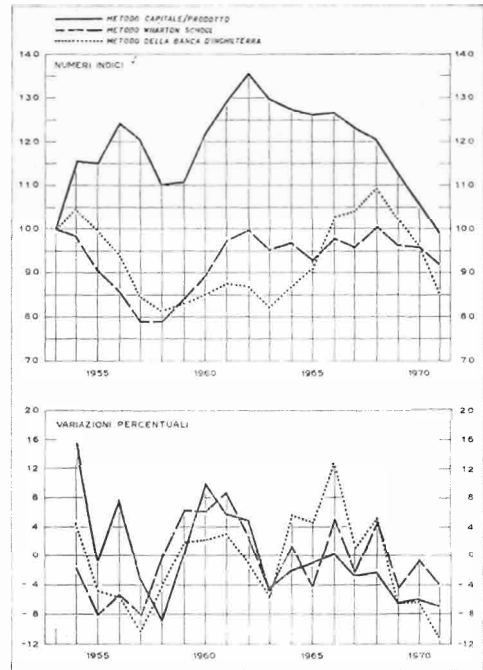 METODO CAPITALE/PRODOTTO
METODO WHARTON SCHOOL
METODO DELLA BANCA D'INGHILTERRA
NUMERI INDICI
140 140
130 130
120 120
110 110
100 100
90 90
80 80
70 70
1955 1960 1965 1970
VARIAZIONI PERCENTUALI
20 20
16 16
12 12
8 8
4 4
0 0
-4 -4
-8 -8
-12 -12
1955 1960 1965 1970